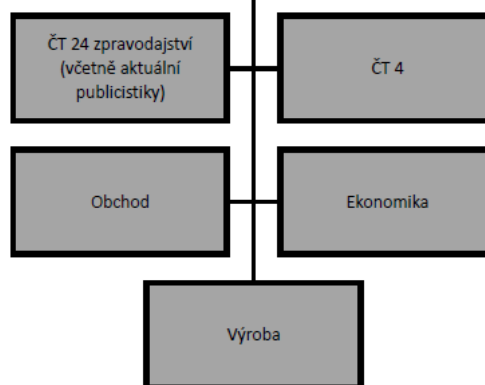 ČT 24 zpravodajství
(včetně aktuální
publicistiky)
ČT 4
Obchod
Ekonomika
Výroba